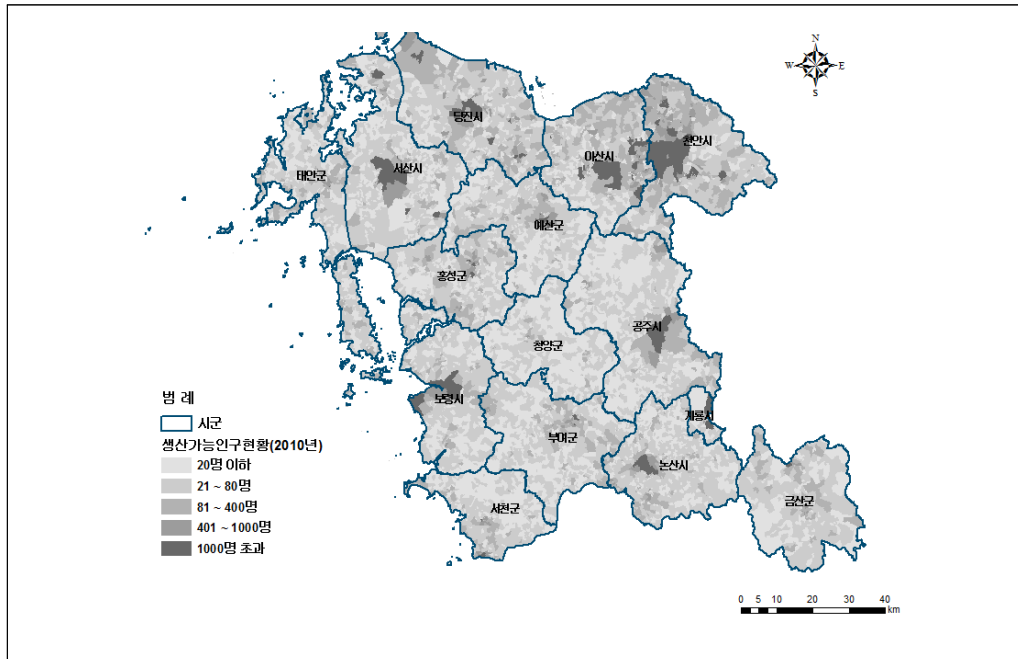 N
W E
S
당진시
천안시
아산시
서산시
태안군
예산군
홍성군
공주시
청양군
보령시
계룡시
부여군
논산시
서천군
금산군
범 례
시군
생산가능인구현황(2010년)
20명 이하
21 ~ 80명
81 ~ 400명
401 ~ 1000명
1000명 초과
0 5 10 20 30 40
km